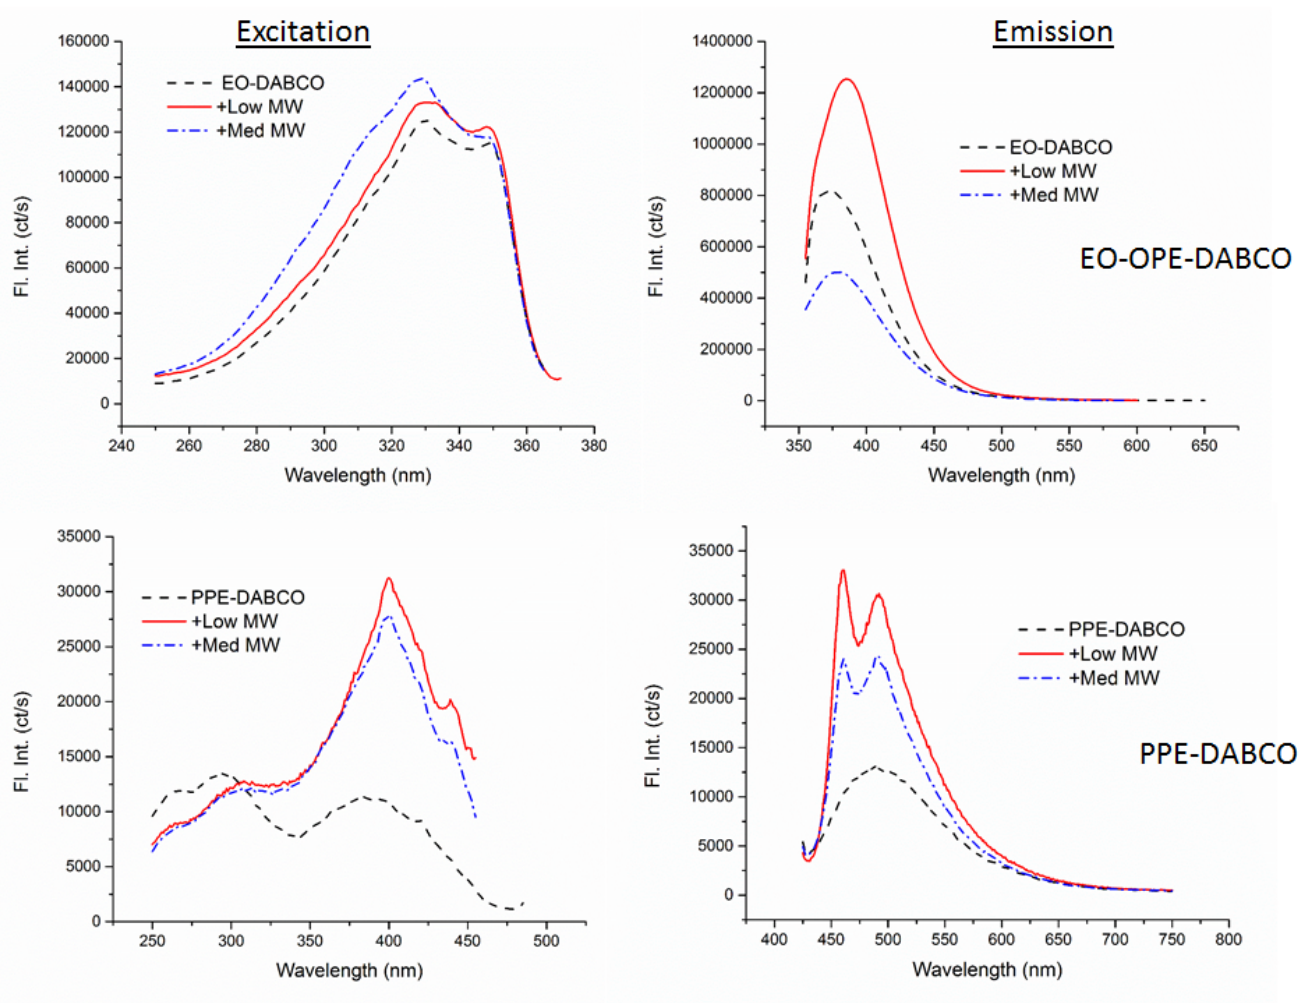 Excitation
Emission
160000
140000
120000
100000
80000
60000
40000
20000
0
Fl. Int. (ct/s)
EO-DABCO
+Low MW
+Med MW
240 260 280 300 320 340 360 380
Wavelength (nm)
1400000
1200000
1000000
800000
600000
400000
200000
0
Fl. Int. (ct/s)
EO-DABCO
+Low MW
+Med MW
EO-OPE-DABCO
350 400 450 500 550 600 650
Wavelength (nm)
35000
30000
25000
20000
15000
10000
5000
0
Fl. Int. (ct/s)
PPE-DABCO
+Low MW
+Med MW
250 300 350 400 450 500
Wavelength (nm)
35000
30000
25000
20000
15000
10000
5000
0
Fl. Int. (ct/s)
PPE-DABCO
+Low MW
+Med MW
PPE-DABCO
400 450 500 550 600 650 700 750 800
Wavelength (nm)